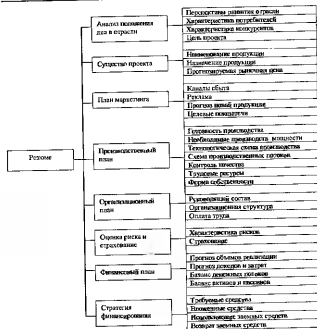 Резюме
Анализ положения
дел в отрасли
Перспективы развития отрасли
Характеристика потребителей
Характеристика конкурентов
Цель проекта
Существо проекта
Наименование продукции
Назначение продукции
Прогнозируемая рыночная цена
План маркетинга
Каналы сбыта
Реклама
Прогноз новой продукции
Целевые показатели
Производственный
план
Готовность производства
Необходимые производств. мощности
Технологическая схема производства
Схема производственных потоков
Контроль качества
Трудовые ресурсы
Форма собственности
Организационный
план
Руководящий состав
Организационная структура
Оплата труда
Оценка риска и
страхование
Характеристика рисков
Страхование
Финансовый план
Прогноз объемов реализации
Прогноз доходов и затрат
Баланс денежных потоков
Баланс активов и пассивов
Стратегия
финансирования
Требуемые средства
Вложенные средства
Использование заемных средств
Возврат заемных средств